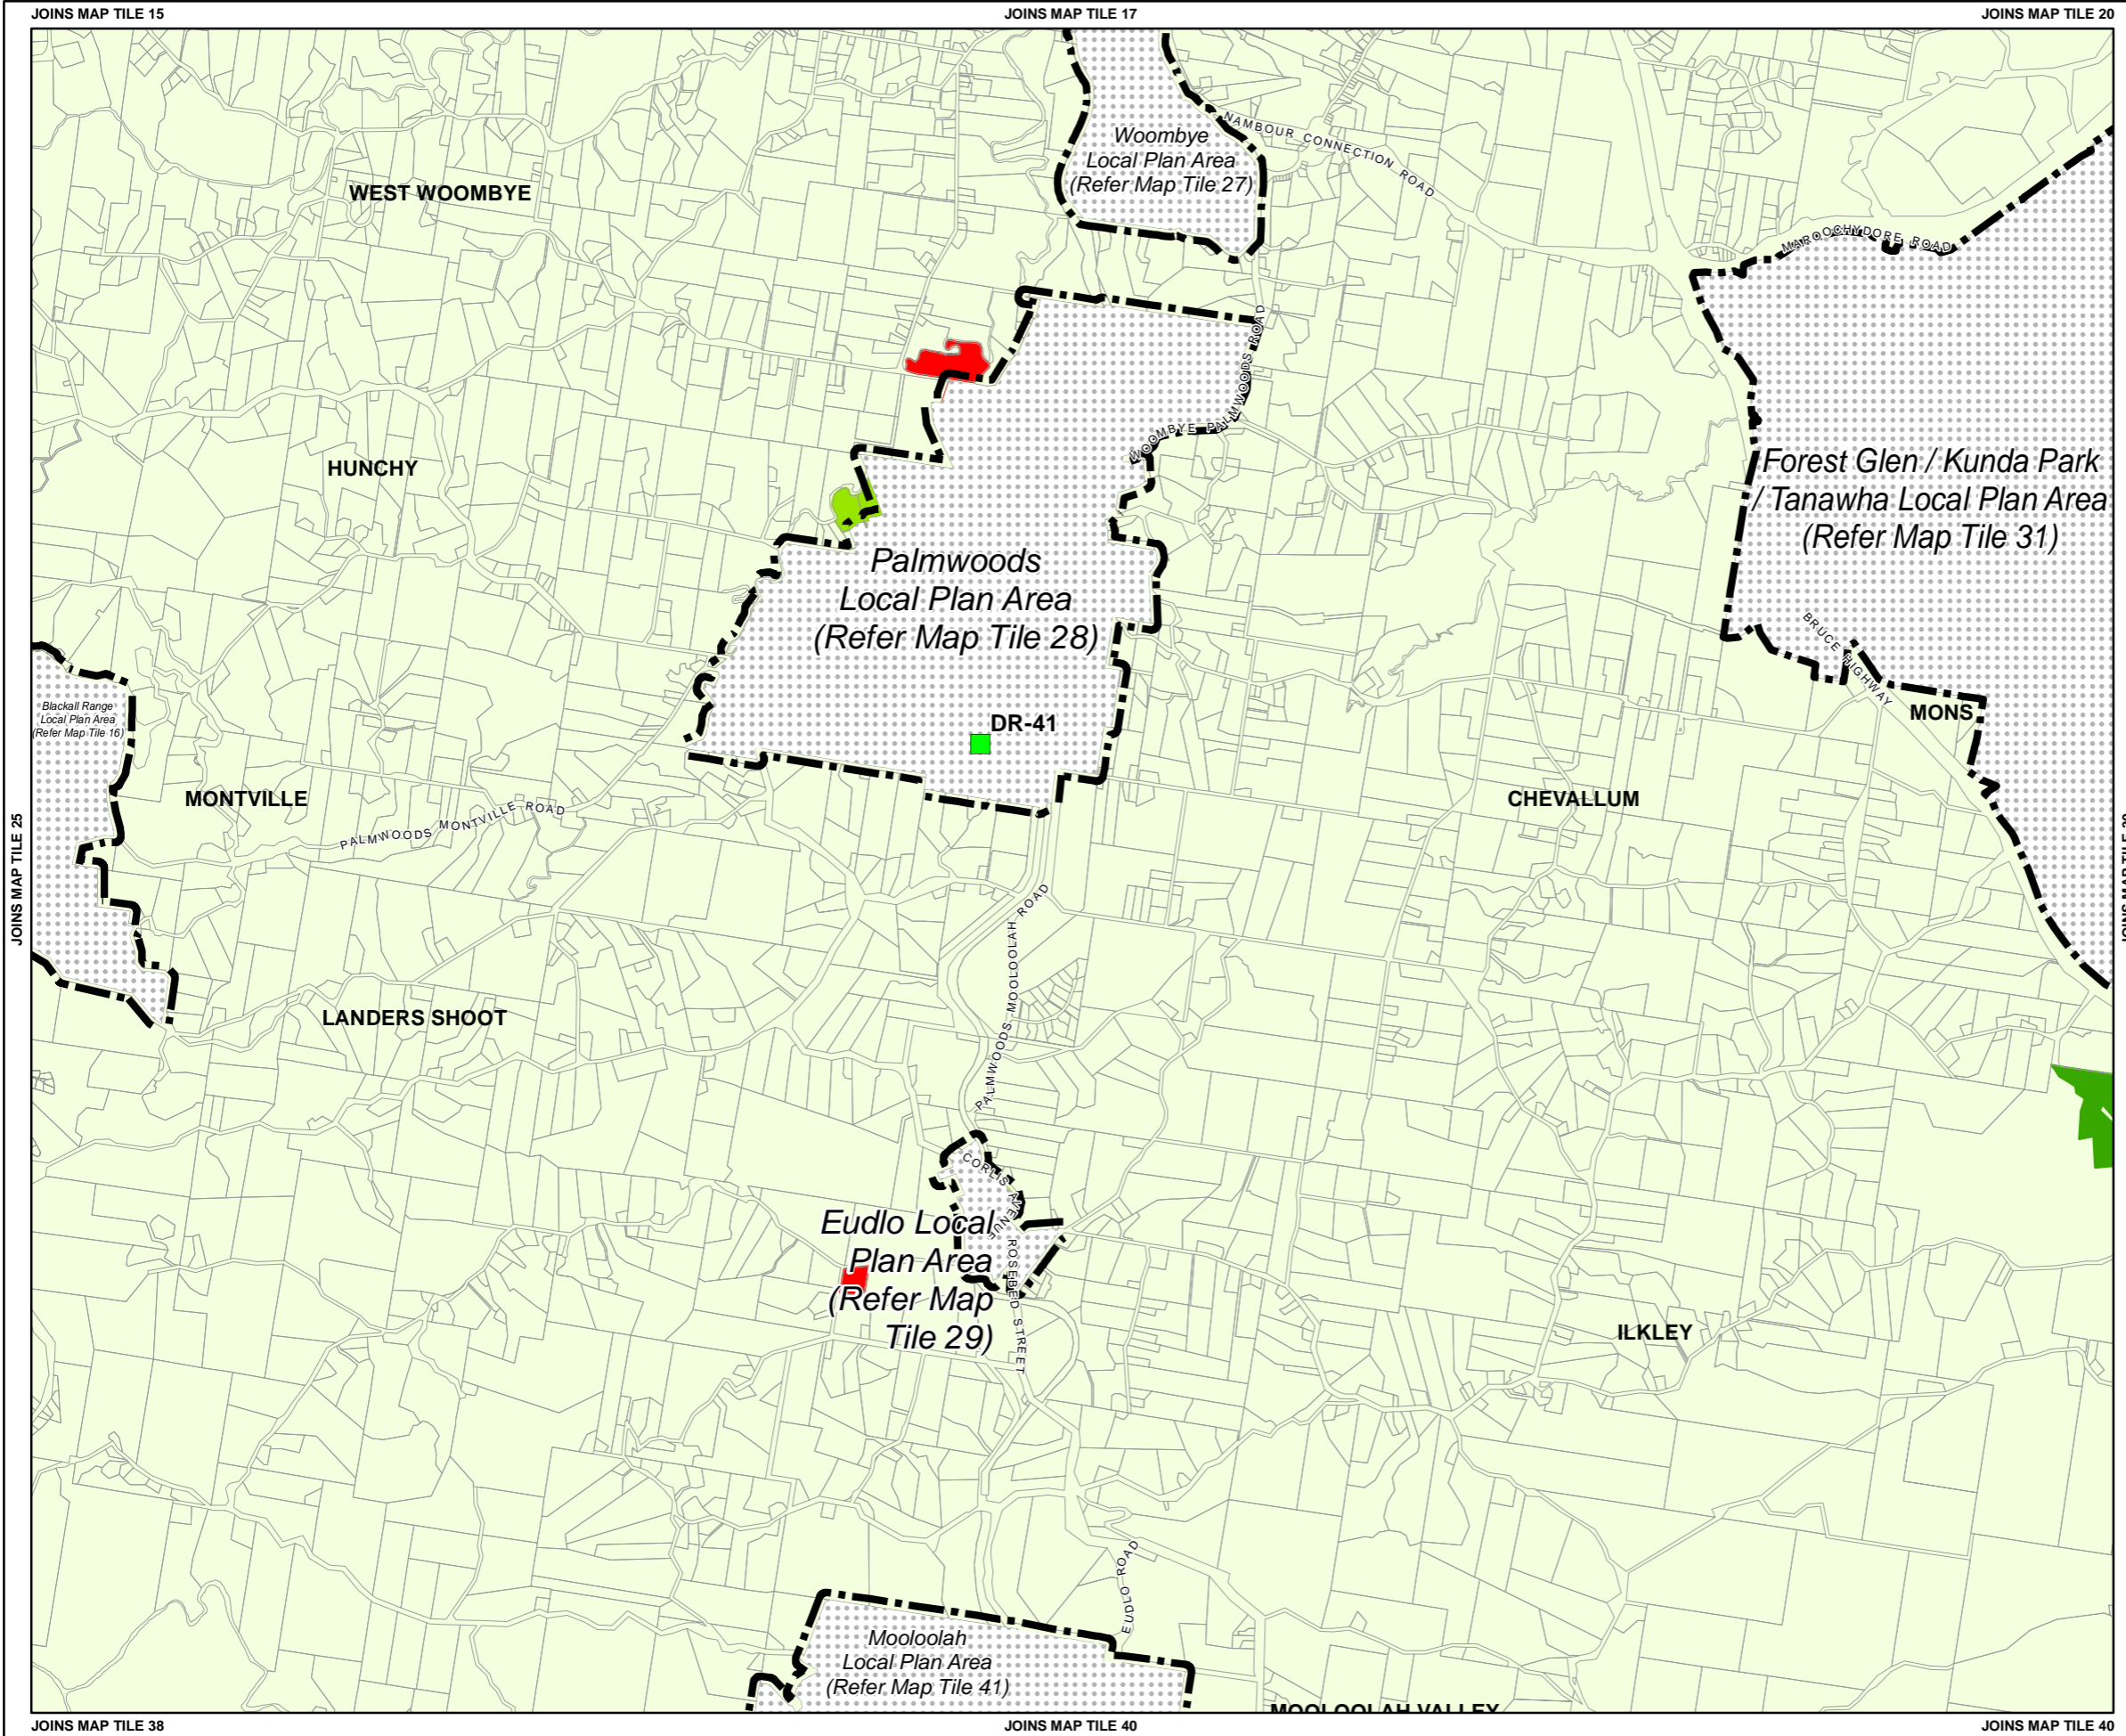 JOINS MAP TILE 15
JOINS MAP TILE 17
JOINS MAP TILE 20
Woombye
Local Plan Area
(Refer Map Tile 27)
NAMBOUR CONNECTION ROAD
WEST WOOMBYE
MAROOCHYDORE ROAD
WOOMBYE PALMWOODS ROAD
HUNCHY
Forest Glen / Kunda Park
/ Tanawha Local Plan Area
(Refer Map Tile 31)
Palmwoods
Local Plan Area
(Refer Map Tile 28)
BRUCE HIGHWAY
Blackall Range
Local Plan Area
(Refer Map Tile 16)
DR-41
MONS
MONTVILLE
CHEVALLUM
PALMWOODS MONTVILLE ROAD
JOINS MAP TILE 25
PALMWOODS MOOLOOLAH ROAD
LANDERS SHOOT
CORLIS AVENUE
Eudlo Local
Plan Area
(Refer Map
Tile 29)
ROSEBED STREET
ILKLEY
EUDLO ROAD
Mooloolah
Local Plan Area
(Refer Map Tile 41)
MOOLOOLAH VALLEY
JOINS MAP TILE 38
JOINS MAP TILE 40
JOINS MAP TILE 40